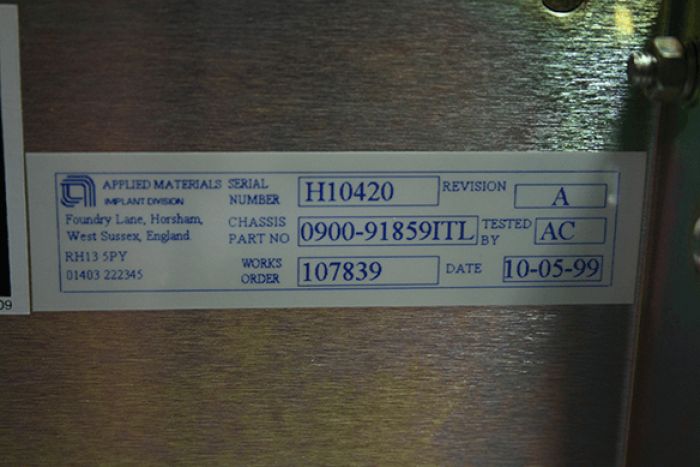 APPLIED MATERIALS
IMPLANT DIVISION
Foundry Lane, Horsham,
West Sussex, England
RH13 5PY
01403 222345
SERIAL NUMBER H10420 REVISION A
CHASSIS PART NO 0900-91859ITL TESTED BY AC
WORKS ORDER 107839 DATE 10-05-99
09